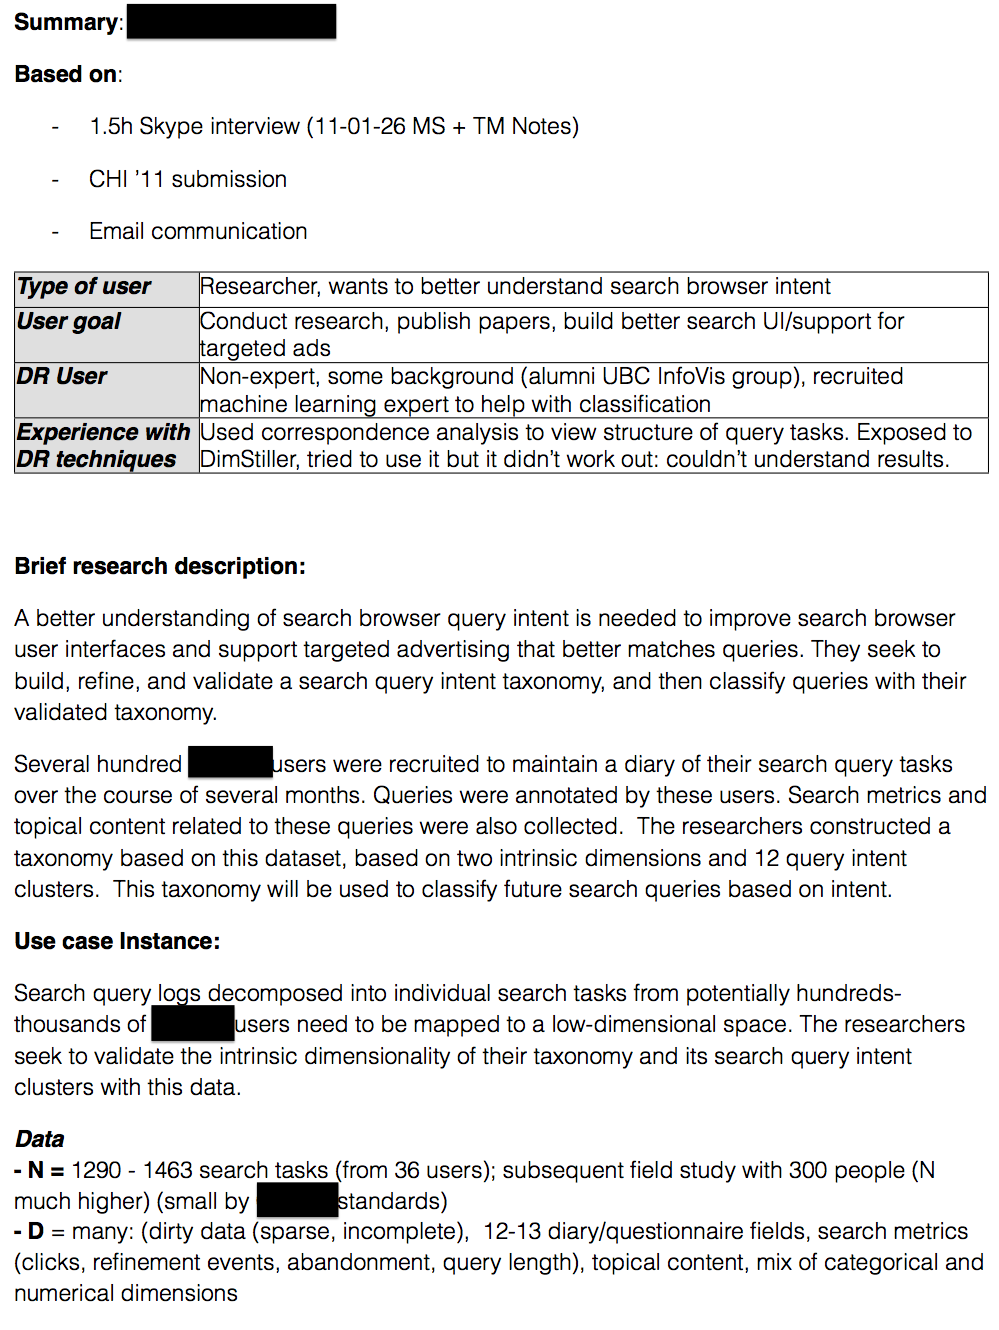 Summary:
Based on:
- 1.5h Skype interview (11-01-26 MS + TM Notes)
- CHI ’11 submission
- Email communication
Type of user Researcher, wants to better understand search browser intent
User goal Conduct research, publish papers, build better search UI/support for
targeted ads
DR User Non-expert, some background (alumni UBC InfoVis group), recruited
machine learning expert to help with classification
Experience with Used correspondence analysis to view structure of query tasks. Exposed to
DR techniques DimStiller, tried to use it but it didn’t work out: couldn’t understand results.
Brief research description:
A better understanding of search browser query intent is needed to improve search browser
user interfaces and support targeted advertising that better matches queries. They seek to
build, refine, and validate a search query intent taxonomy, and then classify queries with their
validated taxonomy.
Several hundred users were recruited to maintain a diary of their search query tasks
over the course of several months. Queries were annotated by these users. Search metrics and
topical content related to these queries were also collected.  The researchers constructed a
taxonomy based on this dataset, based on two intrinsic dimensions and 12 query intent
clusters.  This taxonomy will be used to classify future search queries based on intent.
Use case Instance:
Search query logs decomposed into individual search tasks from potentially hundreds-
thousands of users need to be mapped to a low-dimensional space. The researchers
seek to validate the intrinsic dimensionality of their taxonomy and its search query intent
clusters with this data.
Data
- N = 1290 - 1463 search tasks (from 36 users); subsequent field study with 300 people (N
much higher) (small by standards)
- D = many: (dirty data (sparse, incomplete),  12-13 diary/questionnaire fields, search metrics
(clicks, refinement events, abandonment, query length), topical content, mix of categorical and
numerical dimensions